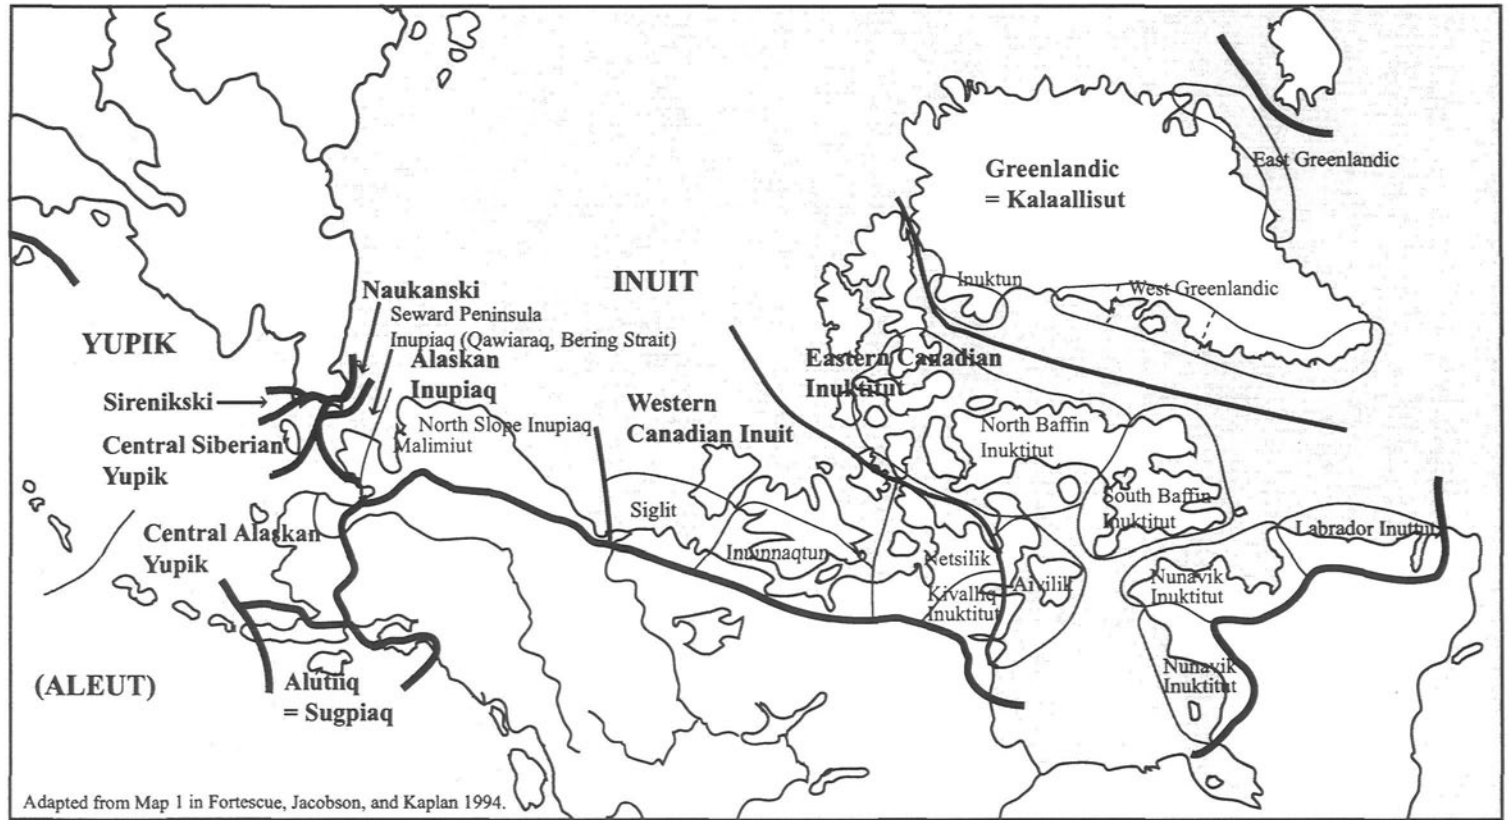 Greenlandic
= Kalaallisut
East Greenlandic
Inuktun
West Greenlandic
INUIT
Naukanski
Seward Peninsula
Inupiaq (Qawiaraq, Bering Strait)
YUPIK
Alaskan
Inupiaq
Eastern Canadian
Inuktitut
Sirenikski
Western
Canadian Inuit
North Slope Inupiaq
Malimiut
Central Siberian
Yupik
North Baffin
Inuktitut
South Baffin
Inuktitut
Siglit
Labrador Inuttut
Central Alaskan
Yupik
Inuinnaqtun
Netsilik
Aivilik
Kivalliq
Inuktitut
Nunavik
Inuktitut
Nunavik
Inuktitut
(ALEUT)
Alutiiq
= Sugpiaq
Adapted from Map 1 in Fortescue, Jacobson, and Kaplan 1994.